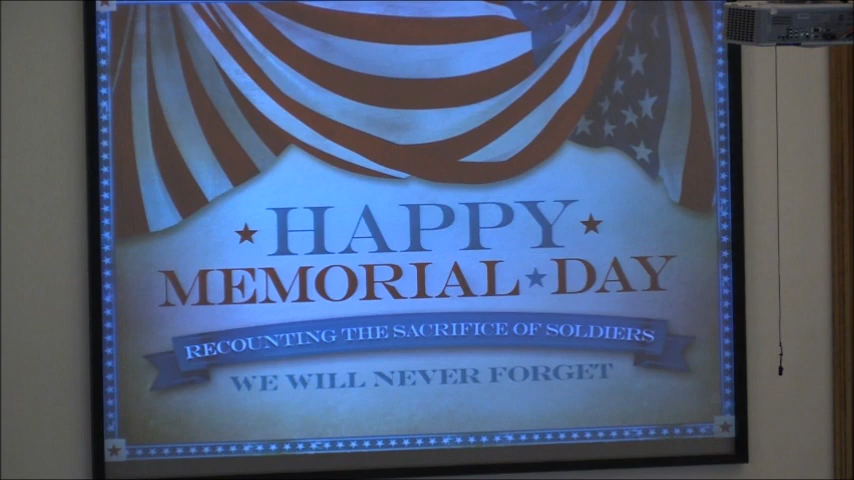 HAPPY
MEMORIAL DAY
RECOUNTING THE SACRIFICE OF SOLDIERS
WE WILL NEVER FORGET